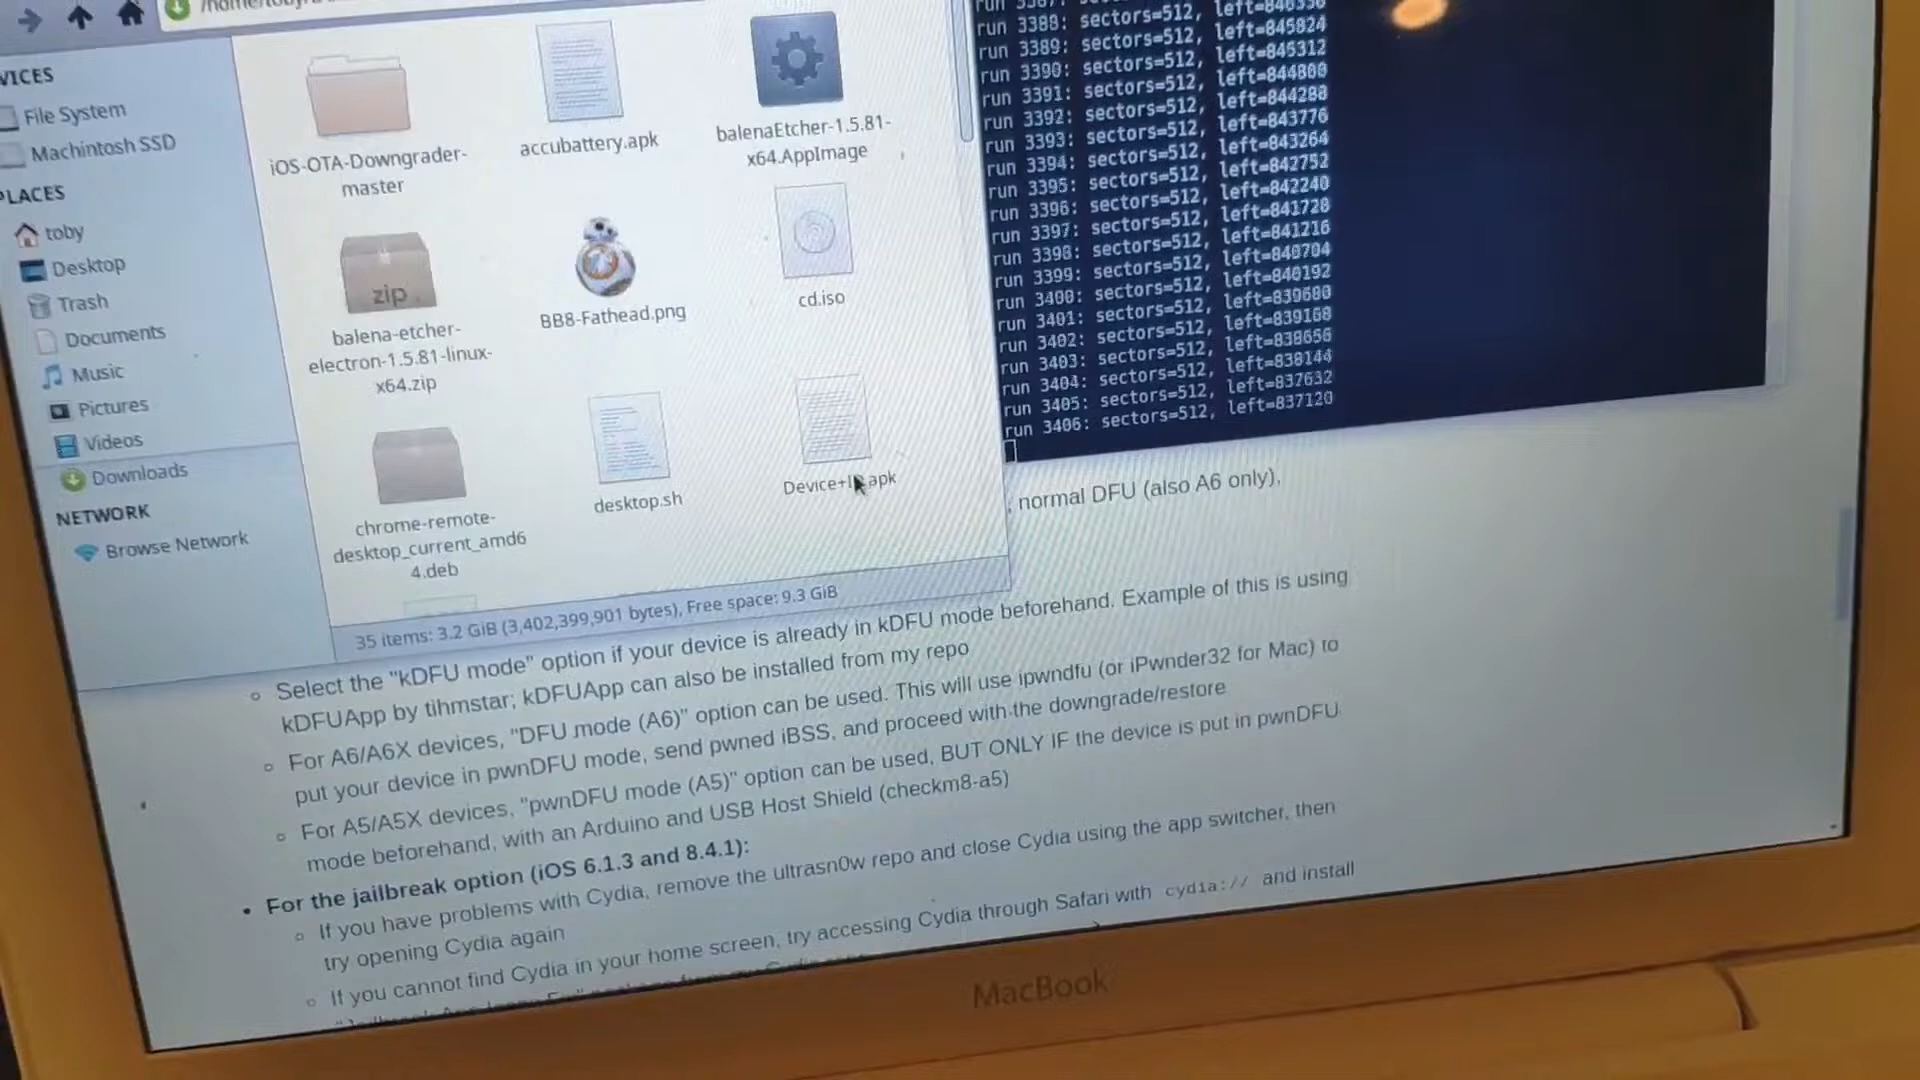 VICES
File System
Machintosh SSD
PLACES
toby
Desktop
Trash
Documents
Music
Pictures
Videos
Downloads
NETWORK
Browse Network
iOS-OTA-Downgrader-
master
accubattery.apk
balenaEtcher-1.5.81-
x64.AppImage
zip
balena-etcher-
electron-1.5.81-linux-
x64.zip
BB8-Fathead.png
cd.iso
chrome-remote-
desktop_current_amd6
4.deb
desktop.sh
35 items: 3.2 GiB (3,402,399,901 bytes), Free space: 9.3 GiB
run 3388: sectors=512, left=846336
run 3389: sectors=512, left=845824
run 3390: sectors=512, left=845312
run 3391: sectors=512, left=844800
run 3392: sectors=512, left=844288
run 3393: sectors=512, left=843776
run 3394: sectors=512, left=843264
run 3395: sectors=512, left=842752
run 3396: sectors=512, left=842240
run 3397: sectors=512, left=841728
run 3398: sectors=512, left=841216
run 3399: sectors=512, left=840704
run 3400: sectors=512, left=840192
run 3401: sectors=512, left=839680
run 3402: sectors=512, left=839168
run 3403: sectors=512, left=838656
run 3404: sectors=512, left=838144
run 3405: sectors=512, left=837632
run 3406: sectors=512, left=837120
normal DFU (also A6 only),
Select the "kDFU mode" option if your device is already in kDFU mode beforehand. Example of this is using
kDFUApp by tihmstar; kDFUApp can also be installed from my repo
For A6/A6X devices, "DFU mode (A6)" option can be used. This will use ipwndfu (or iPwnder32 for Mac) to
put your device in pwnDFU mode, send pwned iBSS, and proceed with the downgrade/restore
For A5/A5X devices, "pwnDFU mode (A5)" option can be used, BUT ONLY IF the device is put in pwnDFU
mode beforehand, with an Arduino and USB Host Shield (checkm8-a5)
For the jailbreak option (iOS 6.1.3 and 8.4.1):
If you have problems with Cydia, remove the ultrasn0w repo and close Cydia using the app switcher, then
try opening Cydia again
If you cannot find Cydia in your home screen, try accessing Cydia through Safari with cydia:// and install
MacBook